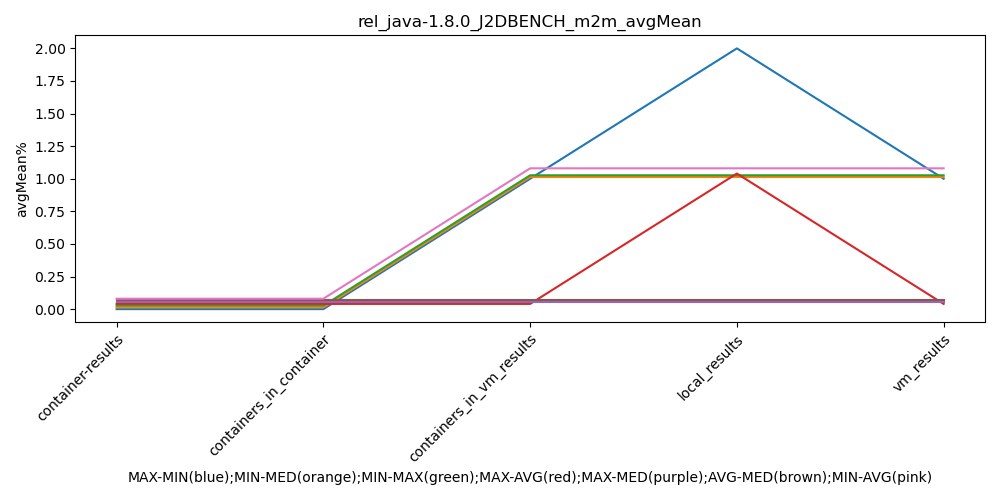 rel_java-1.8.0_J2DBENCH_m2m_avgMean
avgMean%
2.00
1.75
1.50
1.25
1.00
0.75
0.50
0.25
0.00
container-results
containers_in_container
containers_in_vm_results
local_results
vm_results
MAX-MIN(blue);MIN-MED(orange);MIN-MAX(green);MAX-AVG(red);MAX-MED(purple);AVG-MED(brown);MIN-AVG(pink)